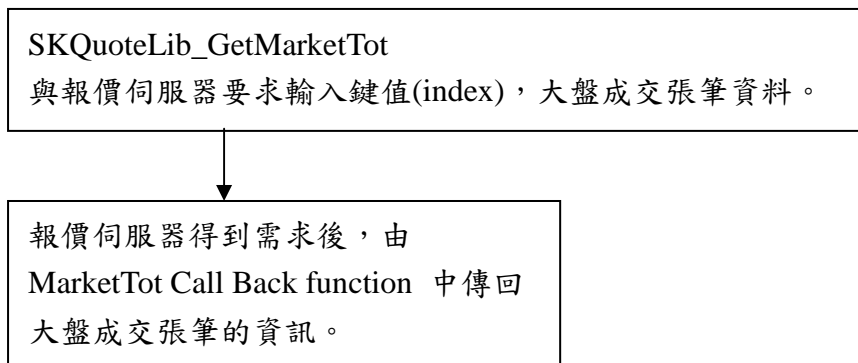 SKQuoteLib_GetMarketTot
與報價伺服器要求輸入鍵值(index)，大盤成交張筆資料。
報價伺服器得到需求後，由
MarketTot Call Back function 中傳回
大盤成交張筆的資訊。